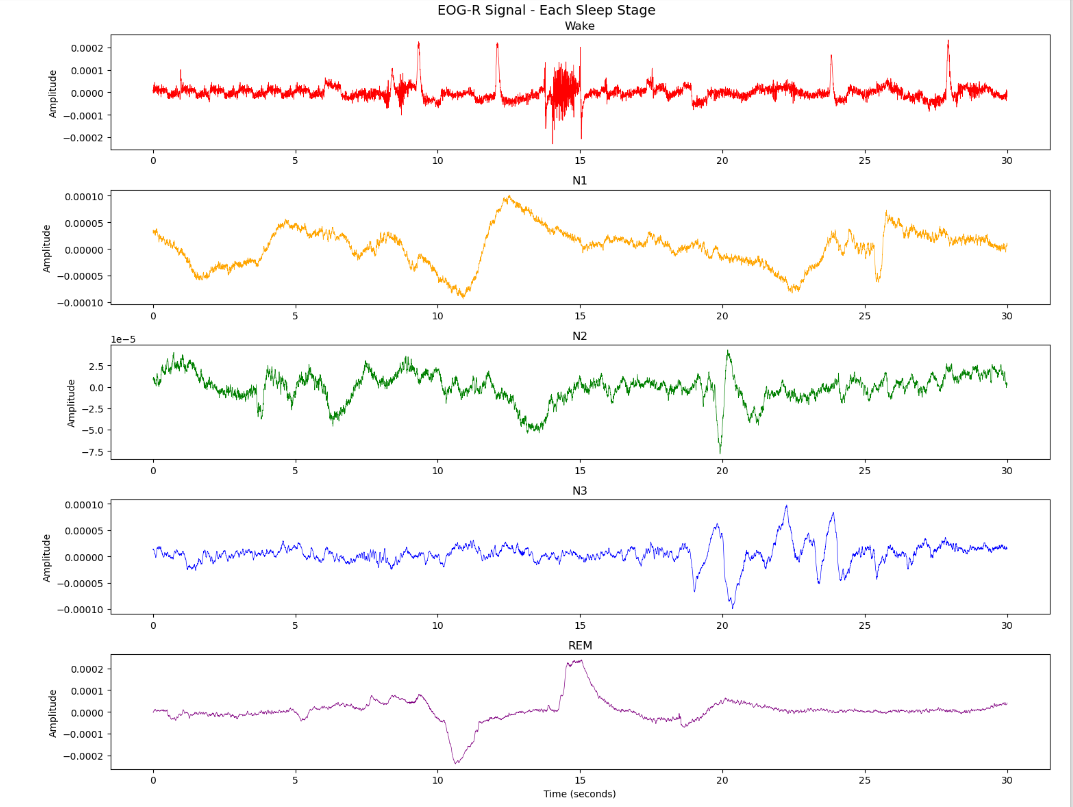 EOG-R Signal - Each Sleep Stage
Wake
0.0002
0.0001
0.0000
−0.0001
−0.0002
Amplitude
0 5 10 15 20 25 30
N1
0.00010
0.00005
0.00000
−0.00005
−0.00010
Amplitude
0 5 10 15 20 25 30
N2
1e−5
2.5
0.0
−2.5
−5.0
−7.5
Amplitude
0 5 10 15 20 25 30
N3
0.00010
0.00005
0.00000
−0.00005
−0.00010
Amplitude
0 5 10 15 20 25 30
REM
0.0002
0.0001
0.0000
−0.0001
−0.0002
Amplitude
0 5 10 15 20 25 30
Time (seconds)